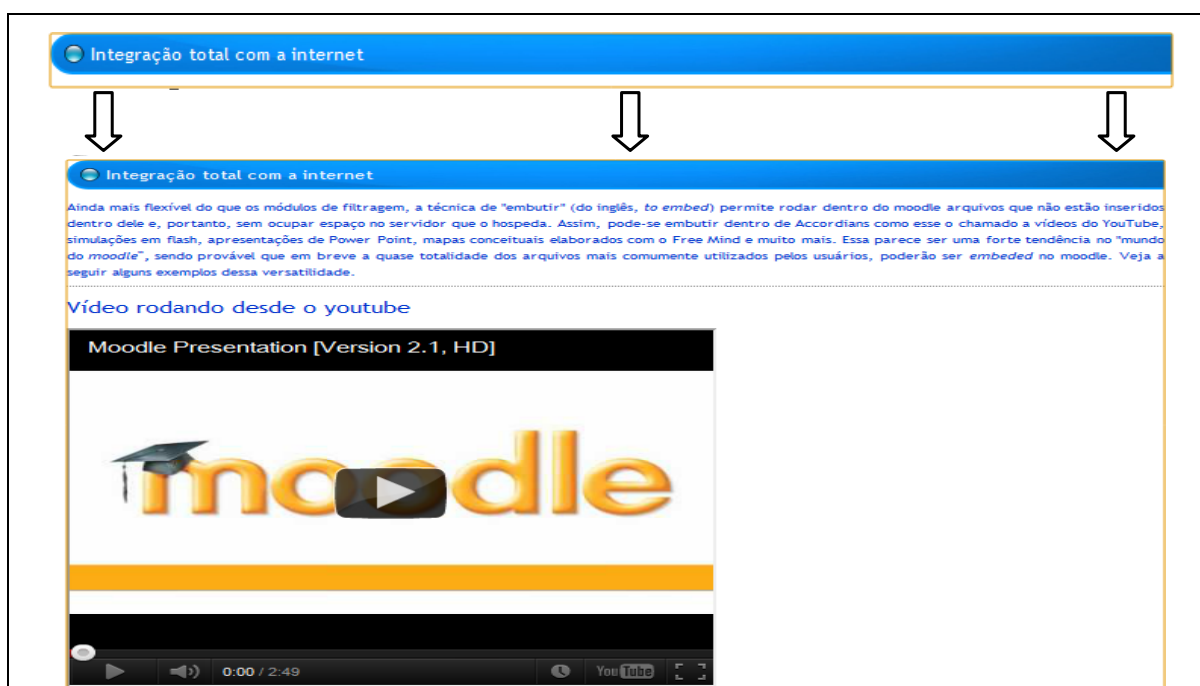 Integração total com a internet
Integração total com a internet
Ainda mais flexível do que os módulos de filtragem, a técnica de "embutir" (do inglês, to embed) permite rodar dentro do moodle arquivos que não estão inseridos
dentro dele e, portanto, sem ocupar espaço no servidor que o hospeda. Assim, pode-se embutir dentro de Accordians como esse o chamado a vídeos do YouTube,
simulações em flash, apresentações de Power Point, mapas conceituais elaborados com o Free Mind e muito mais. Essa parece ser uma forte tendência no "mundo
do moodle", sendo provável que em breve a quase totalidade dos arquivos mais comumente utilizados pelos usuários, poderão ser embeded no moodle. Veja a
seguir alguns exemplos dessa versatilidade.
Vídeo rodando desde o youtube
Moodle Presentation [Version 2.1, HD]
moodle
0:00 / 2:49
YouTube